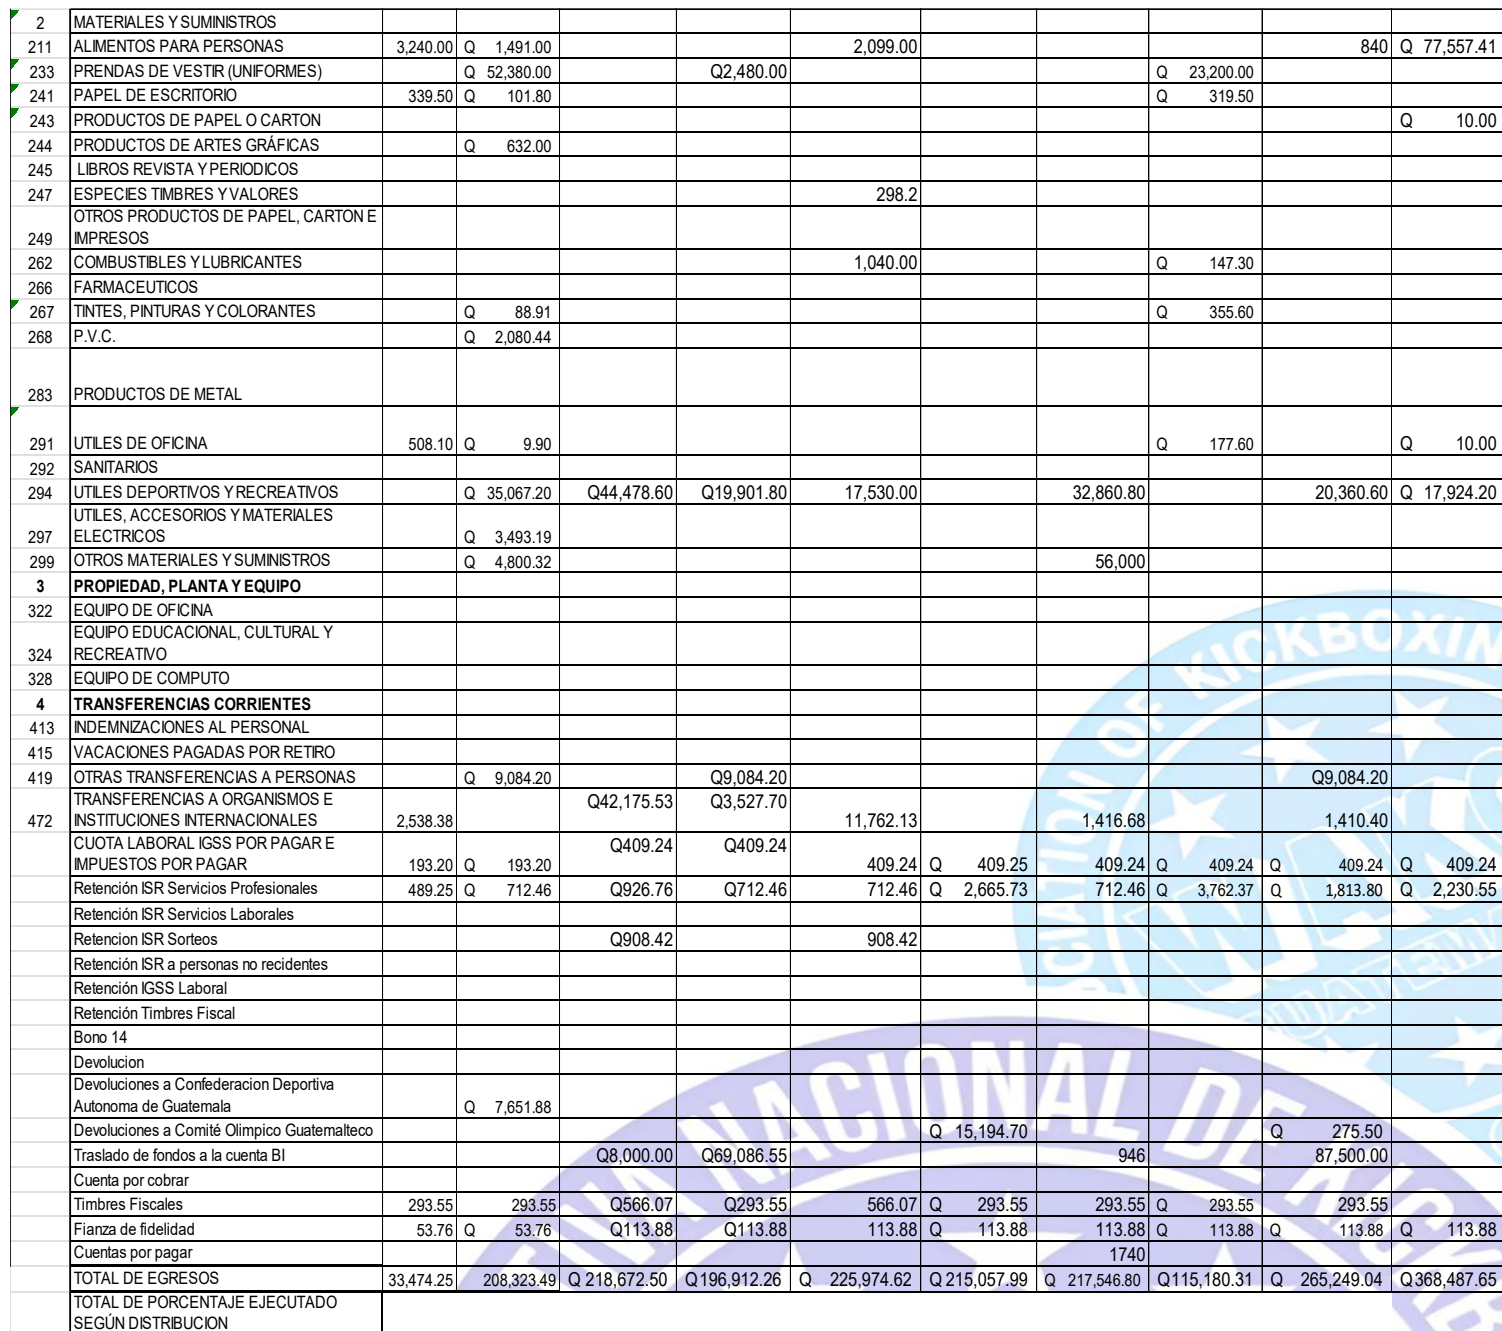 2 MATERIALES Y SUMINISTROS
211 ALIMENTOS PARA PERSONAS 3,240.00 Q 1,491.00 2,099.00 840 Q 77,557.41
233 PRENDAS DE VESTIR (UNIFORMES) Q 52,380.00 Q2,480.00 Q 23,200.00
241 PAPEL DE ESCRITORIO 339.50 Q 101.80 Q 319.50
243 PRODUCTOS DE PAPEL O CARTON Q 10.00
244 PRODUCTOS DE ARTES GRÁFICAS Q 632.00
245 LIBROS REVISTA Y PERIODICOS
247 ESPECIES TIMBRES Y VALORES 298.2
OTROS PRODUCTOS DE PAPEL, CARTON E
249 IMPRESOS
262 COMBUSTIBLES Y LUBRICANTES 1,040.00 Q 147.30
266 FARMACEUTICOS
267 TINTES, PINTURAS Y COLORANTES Q 88.91 Q 355.60
268 P.V.C. Q 2,080.44
283 PRODUCTOS DE METAL
291 UTILES DE OFICINA 508.10 Q 9.90 Q 177.60 Q 10.00
292 SANITARIOS
294 UTILES DEPORTIVOS Y RECREATIVOS Q 35,067.20 Q44,478.60 Q19,901.80 17,530.00 32,860.80 20,360.60 Q 17,924.20
UTILES, ACCESORIOS Y MATERIALES
297 ELECTRICOS Q 3,493.19
299 OTROS MATERIALES Y SUMINISTROS Q 4,800.32 56,000
3 PROPIEDAD, PLANTA Y EQUIPO
322 EQUIPO DE OFICINA
EQUIPO EDUCACIONAL, CULTURAL Y
324 RECREATIVO
328 EQUIPO DE COMPUTO
4 TRANSFERENCIAS CORRIENTES
413 INDEMNIZACIONES AL PERSONAL
415 VACACIONES PAGADAS POR RETIRO
419 OTRAS TRANSFERENCIAS A PERSONAS Q 9,084.20 Q9,084.20 Q9,084.20
TRANSFERENCIAS A ORGANISMOS E Q42,175.53 Q3,527.70
472 INSTITUCIONES INTERNACIONALES 2,538.38 11,762.13 1,416.68 1,410.40
CUOTA LABORAL IGSS POR PAGAR E Q409.24 Q409.24
IMPUESTOS POR PAGAR 193.20 Q 193.20 409.24 Q 409.25 409.24 Q 409.24 Q 409.24 Q 409.24
Retención ISR Servicios Profesionales 489.25 Q 712.46 Q926.76 Q712.46 712.46 Q 2,665.73 712.46 Q 3,762.37 Q 1,813.80 Q 2,230.55
Retención ISR Servicios Laborales
Retencion ISR Sorteos Q908.42 908.42
Retención ISR a personas no recidentes
Retención IGSS Laboral
Retención Timbres Fiscal
Bono 14
Devolucion
Devoluciones a Confederacion Deportiva
Autonoma de Guatemala Q 7,651.88
Devoluciones a Comité Olimpico Guatemalteco Q 15,194.70 Q 275.50
Traslado de fondos a la cuenta BI Q8,000.00 Q69,086.55 946 87,500.00
Cuenta por cobrar
Timbres Fiscales 293.55 293.55 Q566.07 Q293.55 566.07 Q 293.55 293.55 Q 293.55 293.55
Fianza de fidelidad 53.76 Q 53.76 Q113.88 Q113.88 113.88 Q 113.88 113.88 Q 113.88 Q 113.88 Q 113.88
Cuentas por pagar 1740
TOTAL DE EGRESOS 33,474.25 208,323.49 Q 218,672.50 Q196,912.26 Q 225,974.62 Q 215,057.99 Q 217,546.80 Q115,180.31 Q 265,249.04 Q368,487.65
TOTAL DE PORCENTAJE EJECUTADO
SEGÚN DISTRIBUCION
OF KICKBOXIN
NACIONAL DE